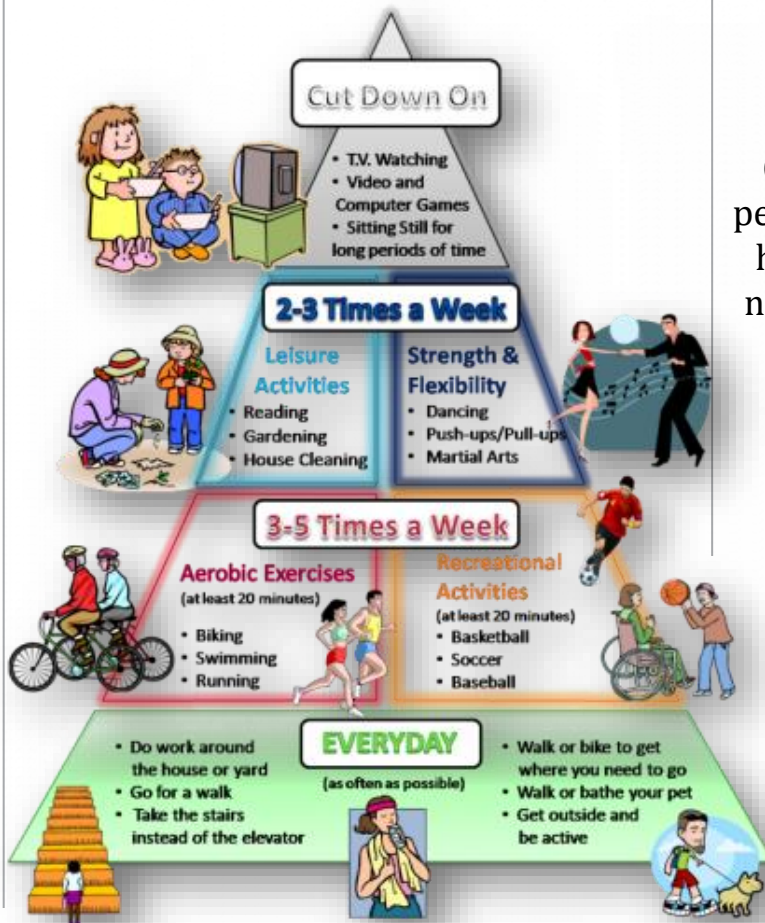 Cut Down On
• T.V. Watching
• Video and
Computer Games
• Sitting Still for
long periods of time
2-3 Times a Week
Leisure
Activities
• Reading
• Gardening
• House Cleaning
Strength &
Flexibility
• Dancing
• Push-ups/Pull-ups
• Martial Arts
3-5 Times a Week
Aerobic Exercises
(at least 20 minutes)
• Biking
• Swimming
• Running
Recreational
Activities
(at least 20 minutes)
• Basketball
• Soccer
• Baseball
EVERYDAY
(as often as possible)
• Do work around
the house or yard
• Go for a walk
• Take the stairs
instead of the elevator
• Walk or bike to get
where you need to go
• Walk or bathe your pet
• Get outside and
be active